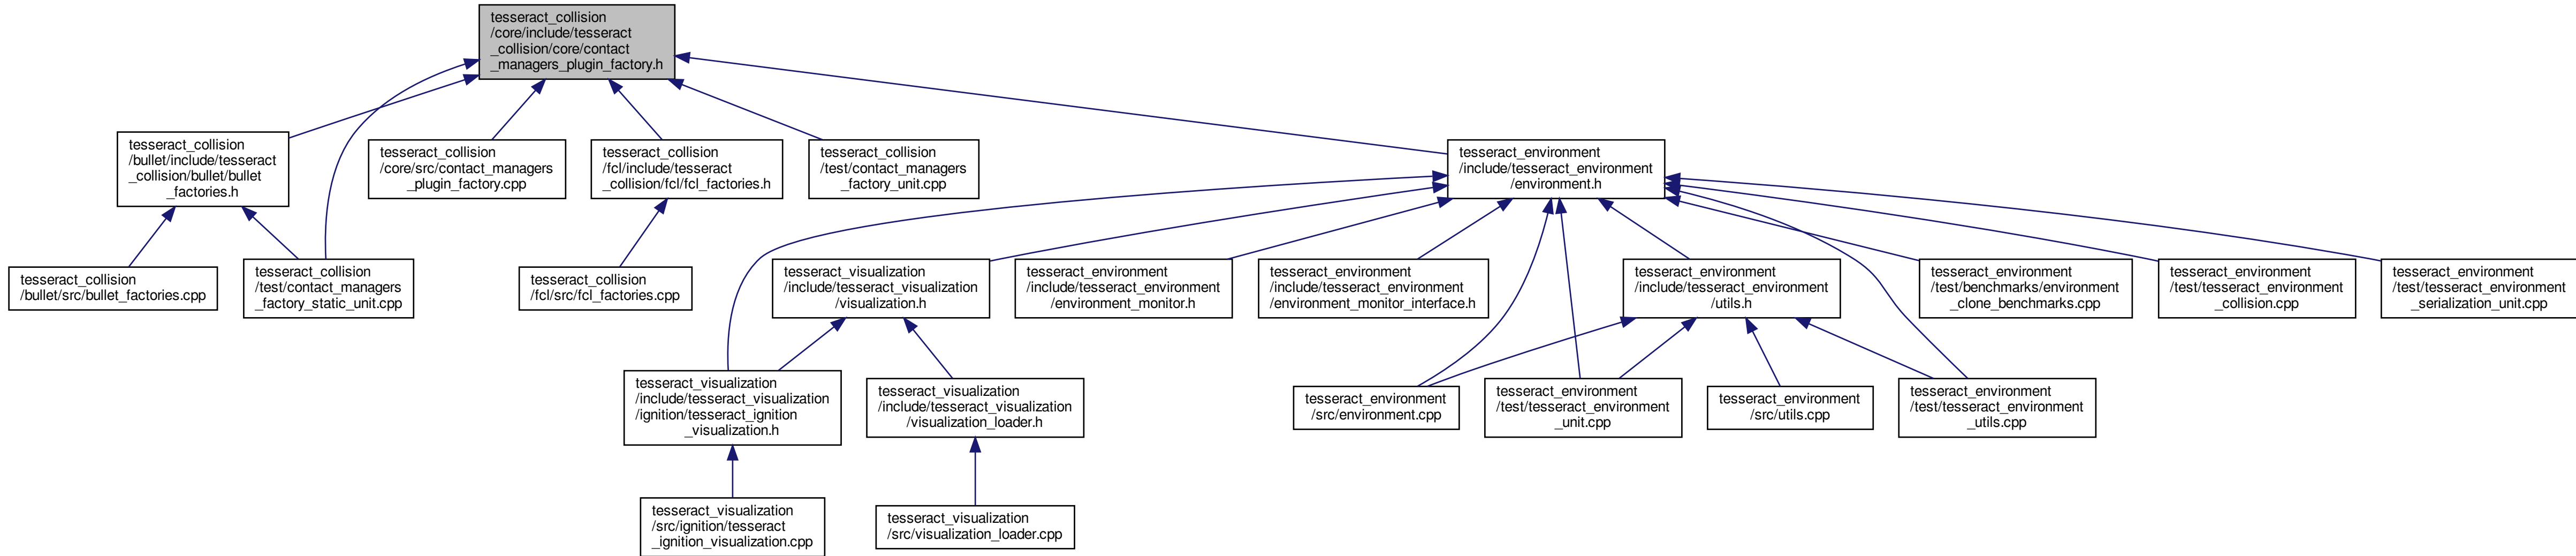 tesseract_collision
/core/include/tesseract
_collision/core/contact
_managers_plugin_factory.h
tesseract_collision
/bullet/include/tesseract
_collision/bullet/bullet
_factories.h
tesseract_collision
/core/src/contact_managers
_plugin_factory.cpp
tesseract_collision
/fcl/include/tesseract
_collision/fcl/fcl_factories.h
tesseract_collision
/test/contact_managers
_factory_unit.cpp
tesseract_environment
/include/tesseract_environment
/environment.h
tesseract_collision
/bullet/src/bullet_factories.cpp
tesseract_collision
/test/contact_managers
_factory_static_unit.cpp
tesseract_collision
/fcl/src/fcl_factories.cpp
tesseract_visualization
/include/tesseract_visualization
/visualization.h
tesseract_environment
/include/tesseract_environment
/environment_monitor.h
tesseract_environment
/include/tesseract_environment
/environment_monitor_interface.h
tesseract_environment
/include/tesseract_environment
/utils.h
tesseract_environment
/test/benchmarks/environment
_clone_benchmarks.cpp
tesseract_environment
/test/tesseract_environment
_collision.cpp
tesseract_environment
/test/tesseract_environment
_serialization_unit.cpp
tesseract_visualization
/include/tesseract_visualization
/ignition/tesseract_ignition
_visualization.h
tesseract_visualization
/include/tesseract_visualization
/visualization_loader.h
tesseract_environment
/src/environment.cpp
tesseract_environment
/test/tesseract_environment
_unit.cpp
tesseract_environment
/src/utils.cpp
tesseract_environment
/test/tesseract_environment
_utils.cpp
tesseract_visualization
/src/ignition/tesseract
_ignition_visualization.cpp
tesseract_visualization
/src/visualization_loader.cpp